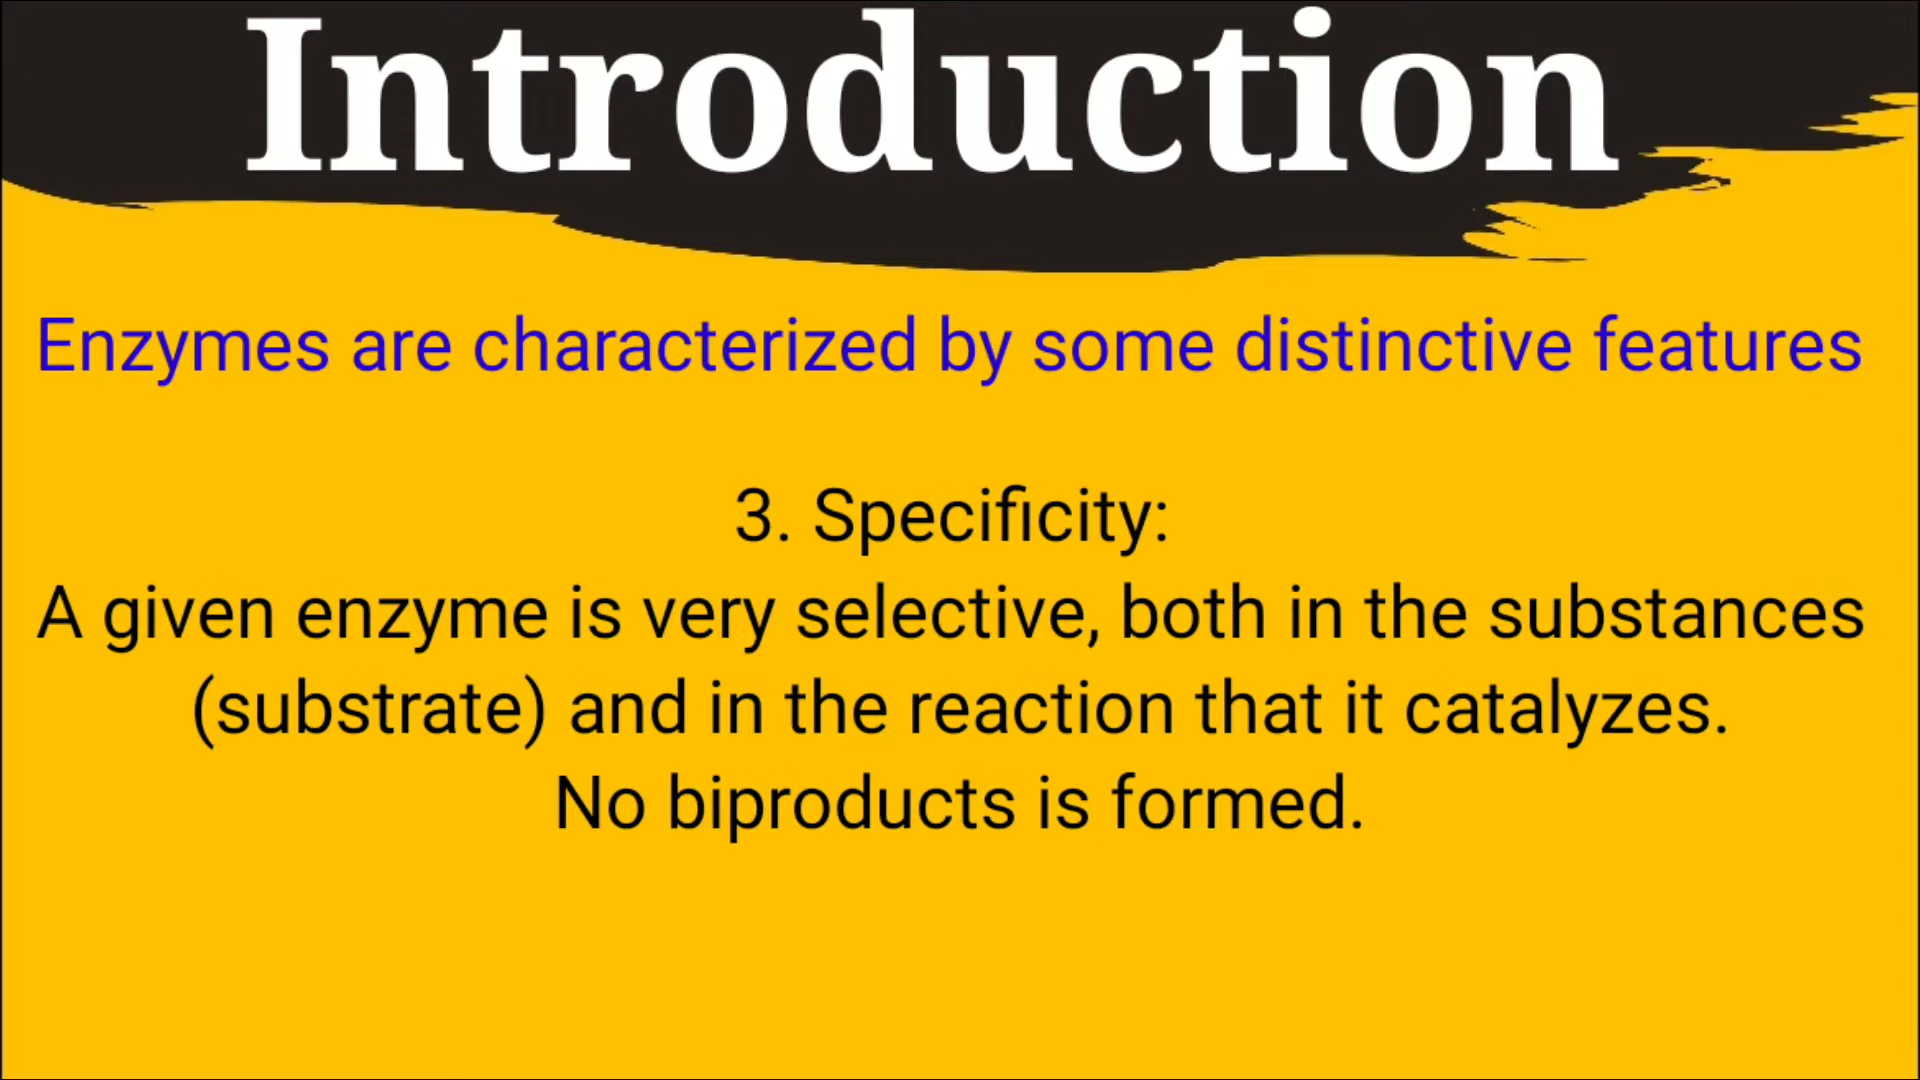 Introduction
Enzymes are characterized by some distinctive features
3. Specificity:
A given enzyme is very selective, both in the substances
(substrate) and in the reaction that it catalyzes.
No biproducts is formed.